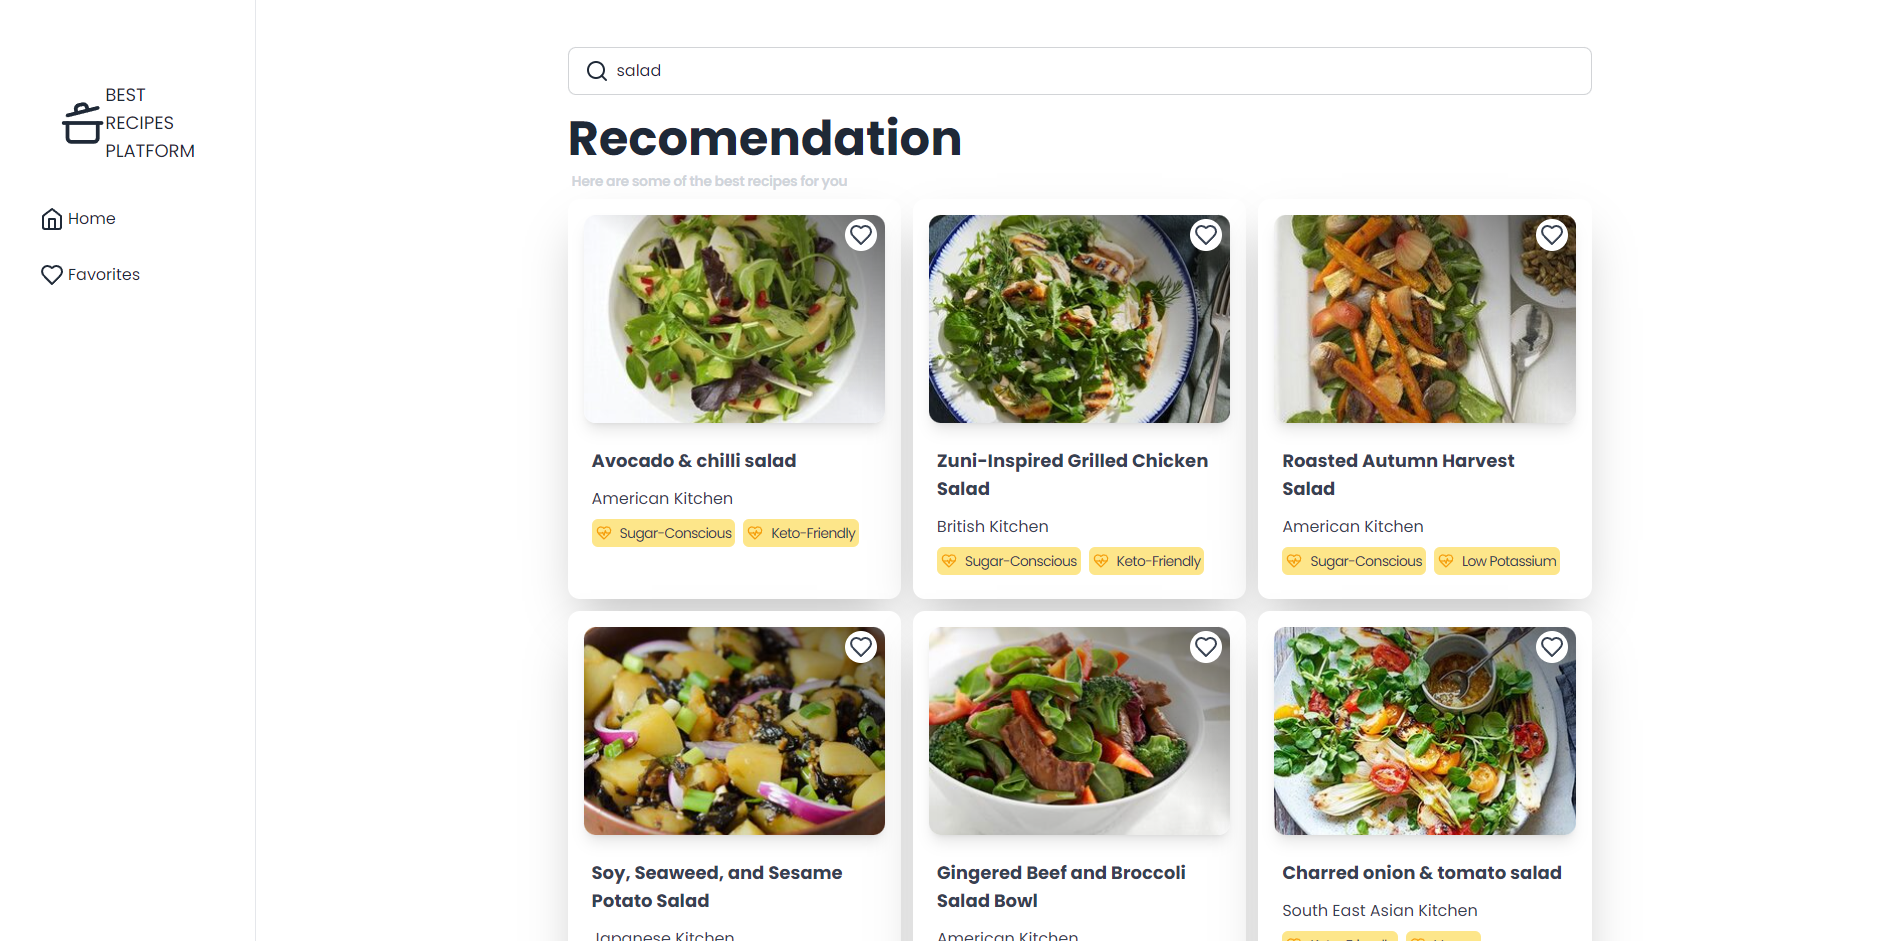 BEST
RECIPES
PLATFORM
Home
Favorites
salad
Recomendation
Here are some of the best recipes for you
Avocado & chilli salad
American Kitchen
Sugar-Conscious Keto-Friendly
Zuni-Inspired Grilled Chicken
Salad
British Kitchen
Sugar-Conscious Keto-Friendly
Roasted Autumn Harvest
Salad
American Kitchen
Sugar-Conscious Low Potassium
Soy, Seaweed, and Sesame
Potato Salad
Japanese Kitchen
Gingered Beef and Broccoli
Salad Bowl
American Kitchen
Charred onion & tomato salad
South East Asian Kitchen
Keto-Friendly